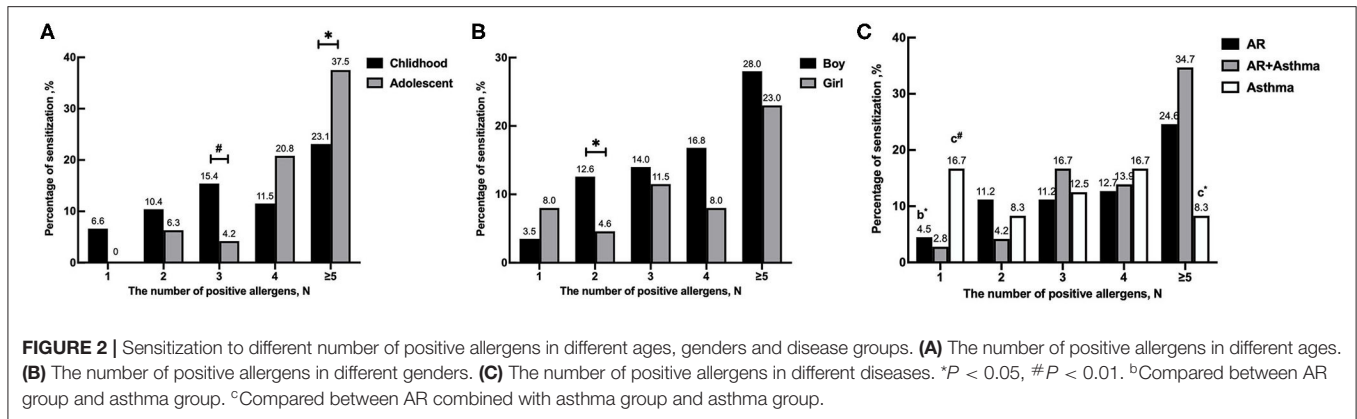 A
*
#
Chlidhood
Adolescent
Percentage of sensitization ,%
40
30
20
10
0
6.6
0
10.4
6.3
15.4
4.2
11.5
20.8
23.1
37.5
1 2 3 4 ≥5
The number of positive allergens, N
B
*
Boy
Girl
Percentage of sensitization ,%
30
20
10
0
3.5
8.0
12.6
4.6
14.0
11.5
16.8
8.0
28.0
23.0
1 2 3 4 ≥5
The number of positive allergens, N
C
AR
AR+Asthma
Asthma
Percentage of sensitization ,%
40
30
20
10
0
b*
4.5
2.8
c#
16.7
11.2
4.2
8.3
11.2
16.7
12.5
12.7
13.9
16.7
24.6
34.7
c*
8.3
1 2 3 4 ≥5
The number of positive allergens, N
FIGURE 2 | Sensitization to different number of positive allergens in different ages, genders and disease groups. (A) The number of positive allergens in different ages.
(B) The number of positive allergens in different genders. (C) The number of positive allergens in different diseases. *P < 0.05, #P < 0.01. bCompared between AR
group and asthma group. cCompared between AR combined with asthma group and asthma group.